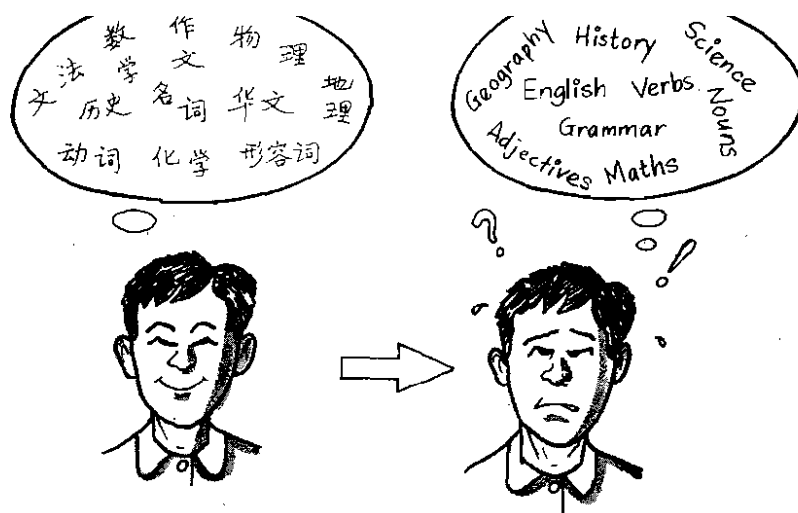 数学
作文
物理
文法
历史
名词
华文
地理
动词
化学
形容词
Geography
History
Science
English
Verbs
Nouns
Grammar
Adjectives
Maths
?
!